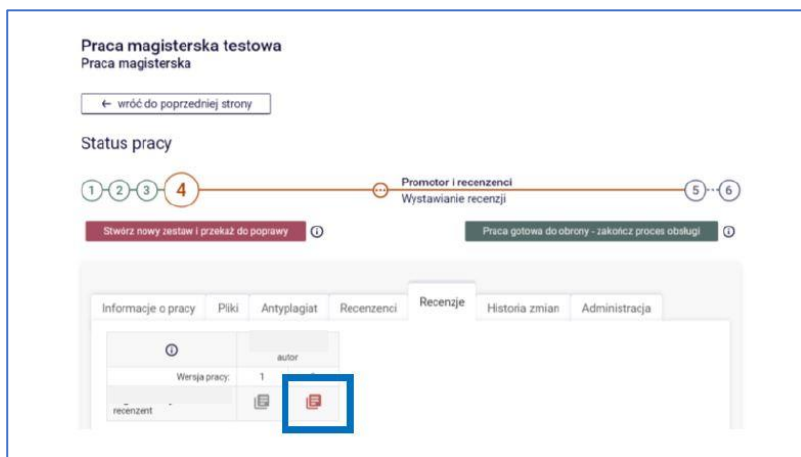 Praca magisterska testowa
Praca magisterska
← wróć do poprzedniej strony
Status pracy
1 2 3 4
Promotor i recenzenci
Wystawianie recenzji
5 6
Stwórz nowy zestaw i przekaż do poprawy
Praca gotowa do obrony - zakończ proces obsługi
Informacje o pracy Pliki Antyplagiat Recenzenci Recenzje Historia zmian Administracja
autor
Wersja pracy: 1
recenzent